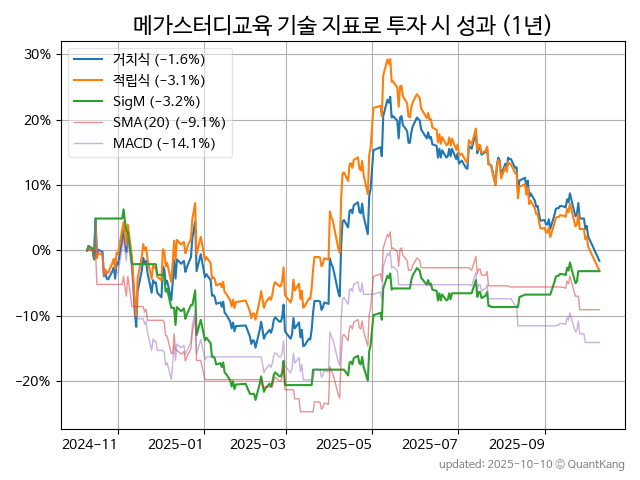 메가스터디교육 기술 지표로 투자 시 성과 (1년)
30%
20%
10%
0%
−10%
−20%
거치식 (−1.6%)
적립식 (−3.1%)
SigM (−3.2%)
SMA(20) (−9.1%)
MACD (−14.1%)
2024−11
2025−01
2025−03
2025−05
2025−07
2025−09
updated: 2025-10-10 © QuantKang